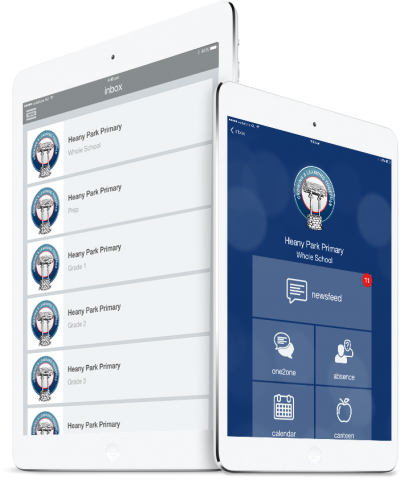 Inbox
Heany Park Primary
Whole School
Heany Park Primary
Prep
Heany Park Primary
Grade 1
Heany Park Primary
Grade 2
Heany Park Primary
Grade 3
Heany Park Primary
Inbox
Heany Park Primary
Whole School
11
newsfeed
one2one
absence
calendar
canteen